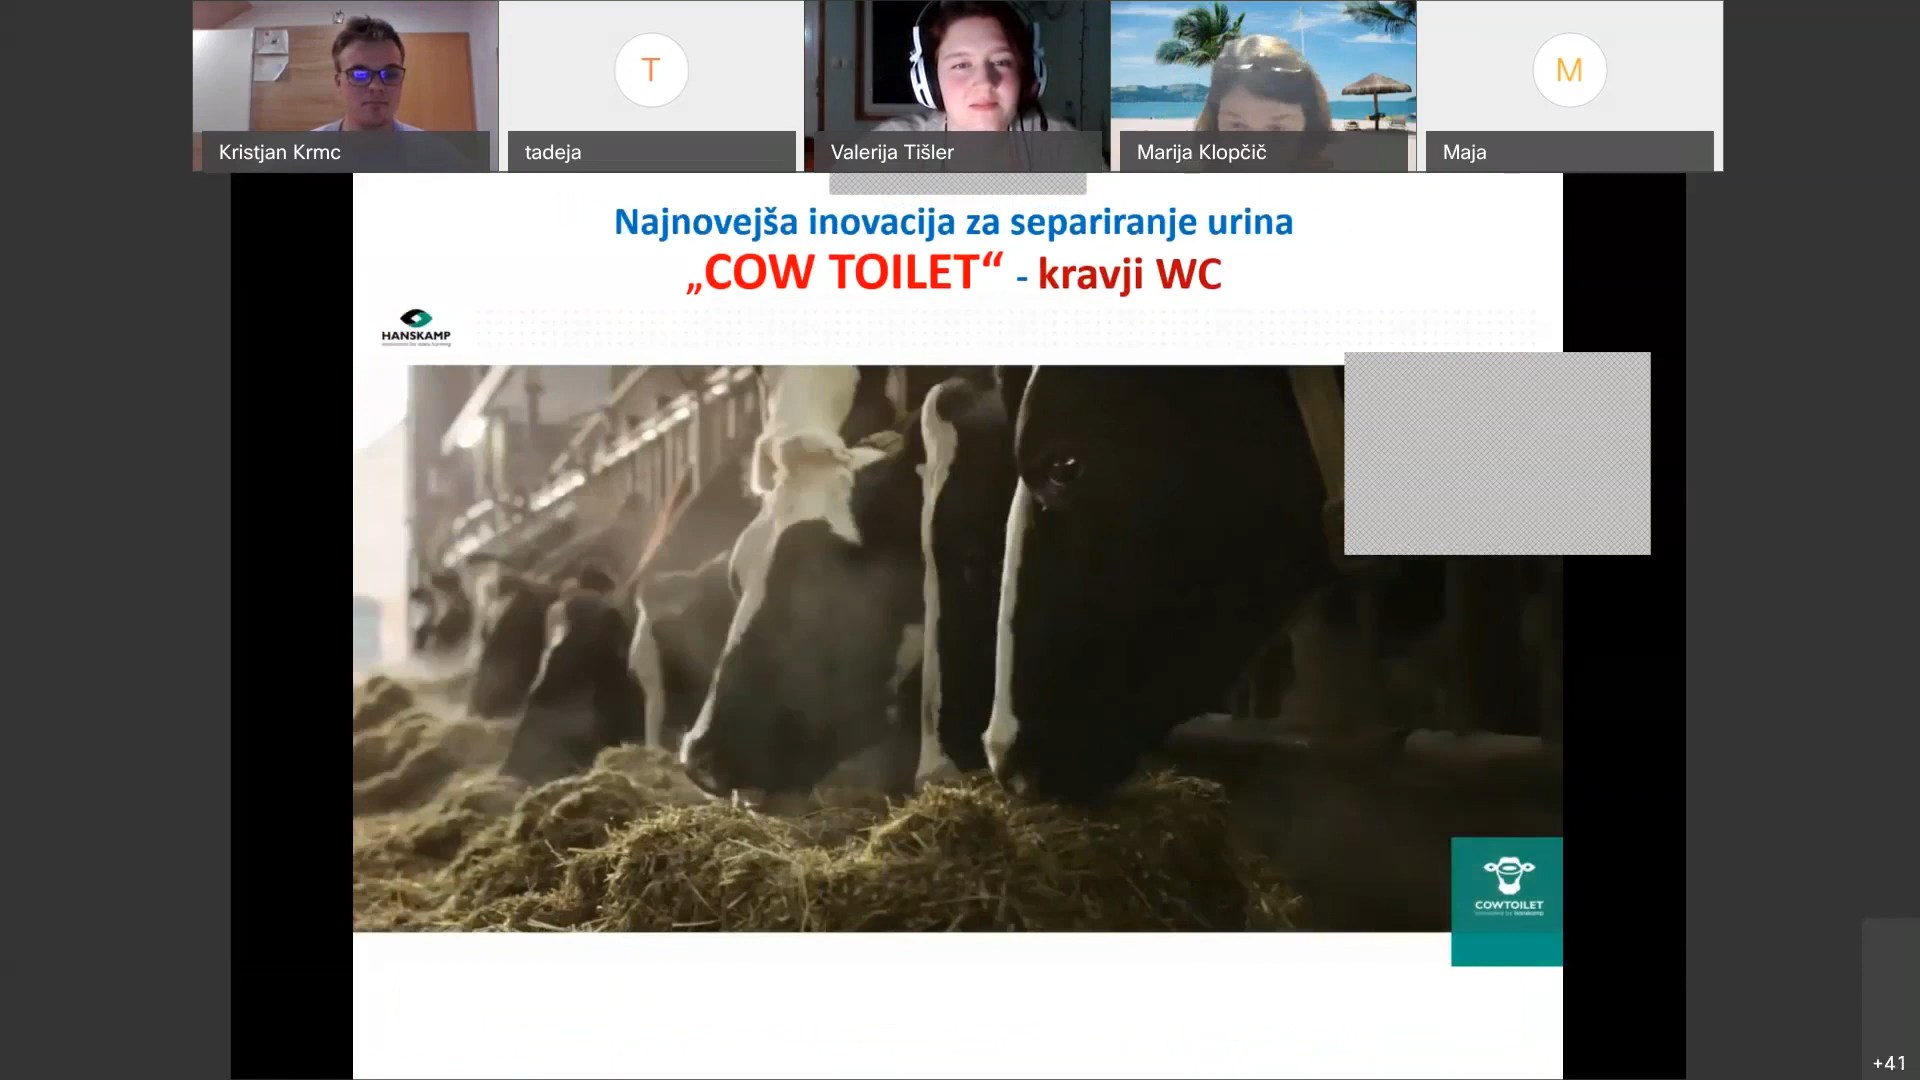 Kristjan Krmc
T
tadeja
Valerija Tišler
Marija Klopčič
M
Maja
Najnovejša inovacija za separiranje urina
„COW TOILET“ - kravji WC
HANSKAMP
COWTOILET
+41